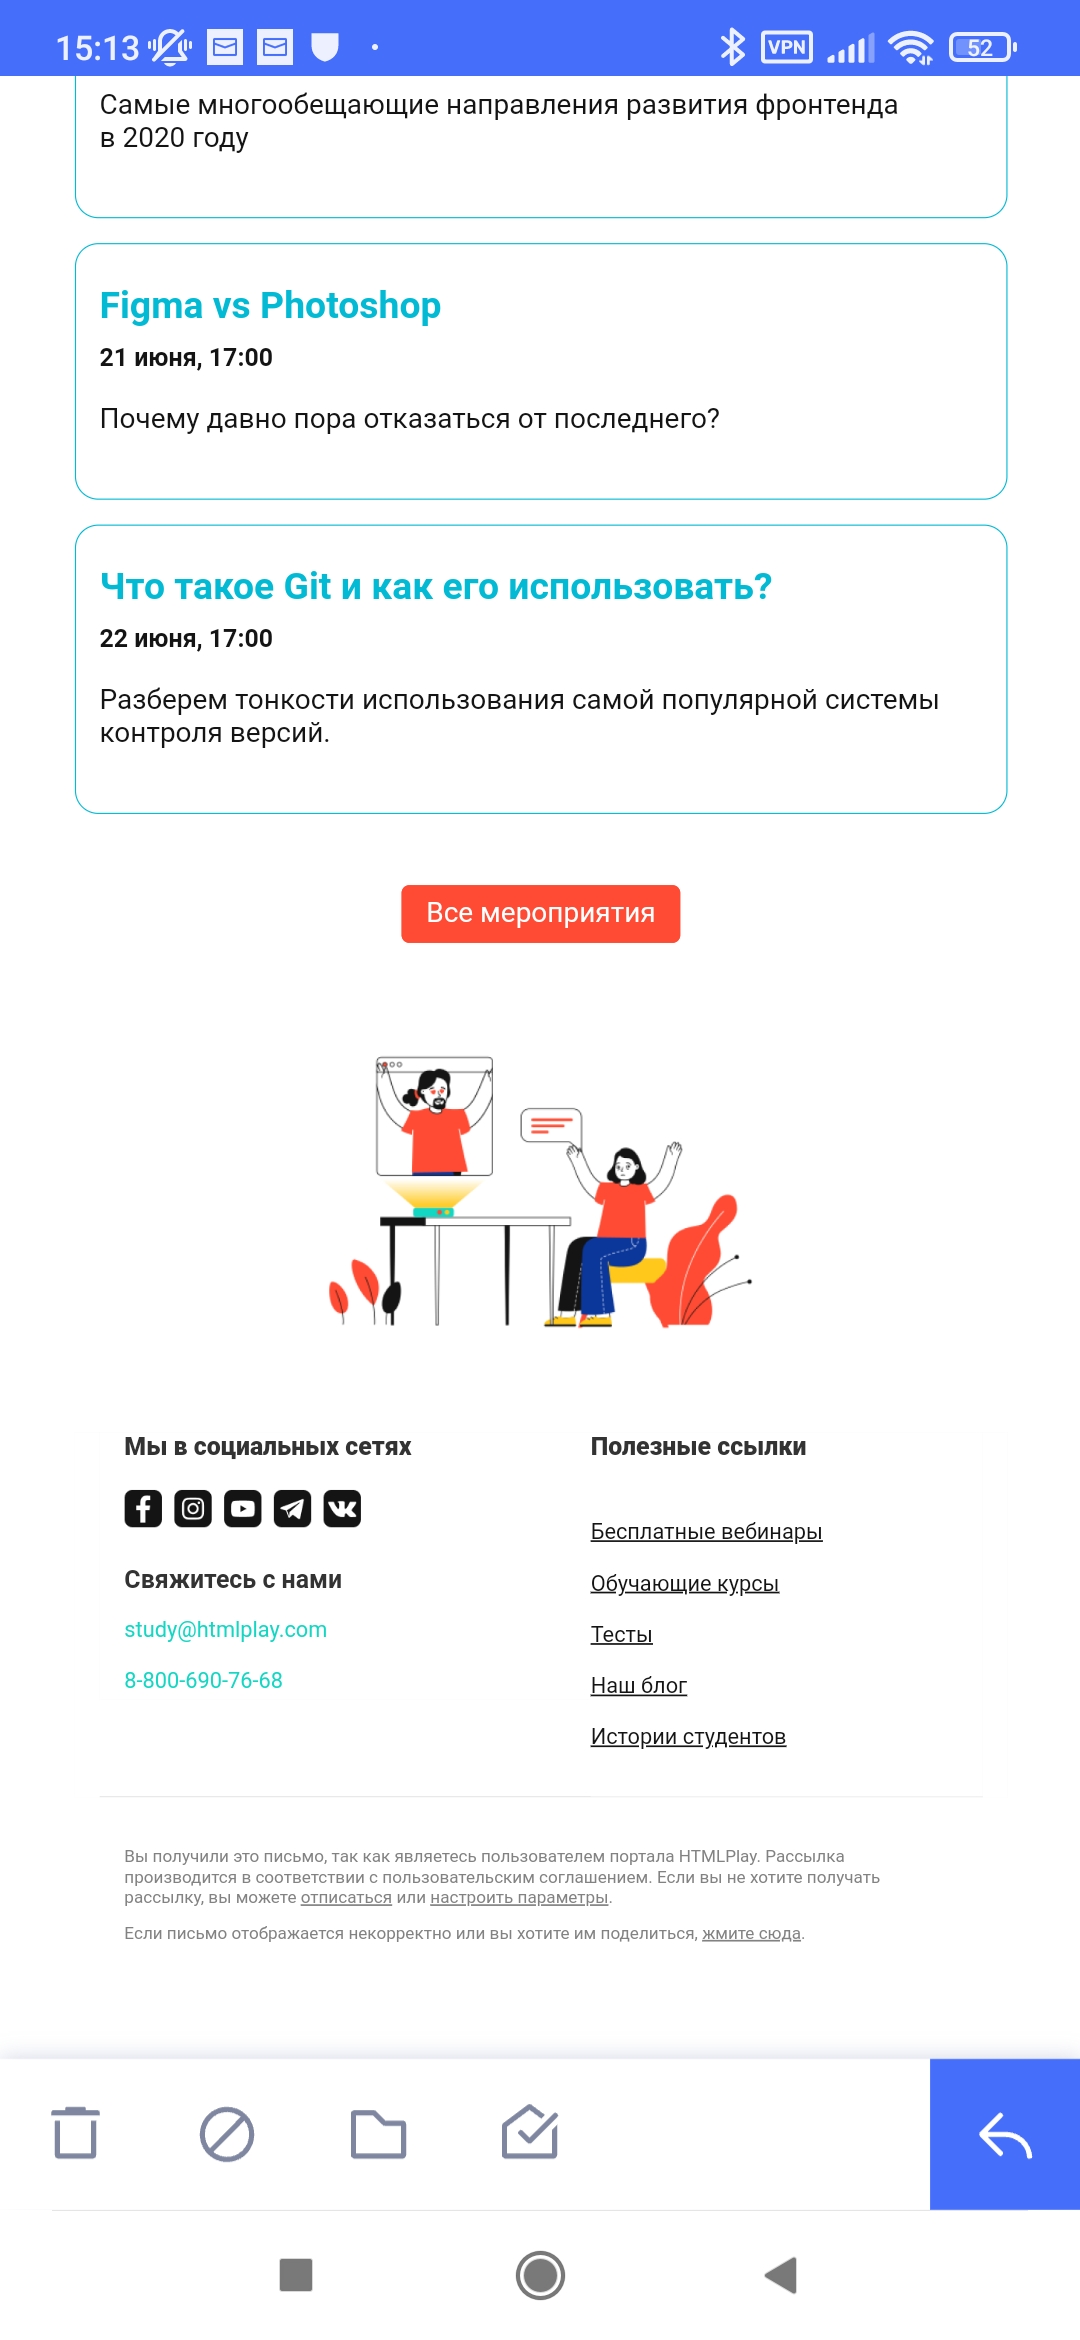 15:13
VPN
52
Самые многообещающие направления развития фронтенда
в 2020 году
Figma vs Photoshop
21 июня, 17:00
Почему давно пора отказаться от последнего?
Что такое Git и как его использовать?
22 июня, 17:00
Разберем тонкости использования самой популярной системы
контроля версий.
Все мероприятия
Мы в социальных сетях
Свяжитесь с нами
study@htmlplay.com
8-800-690-76-68
Полезные ссылки
Бесплатные вебинары
Обучающие курсы
Тесты
Наш блог
Истории студентов
Вы получили это письмо, так как являетесь пользователем портала HTMLPlay. Рассылка
производится в соответствии с пользовательским соглашением. Если вы не хотите получать
рассылку, вы можете отписаться или настроить параметры.
Если письмо отображается некорректно или вы хотите им поделиться, жмите сюда.